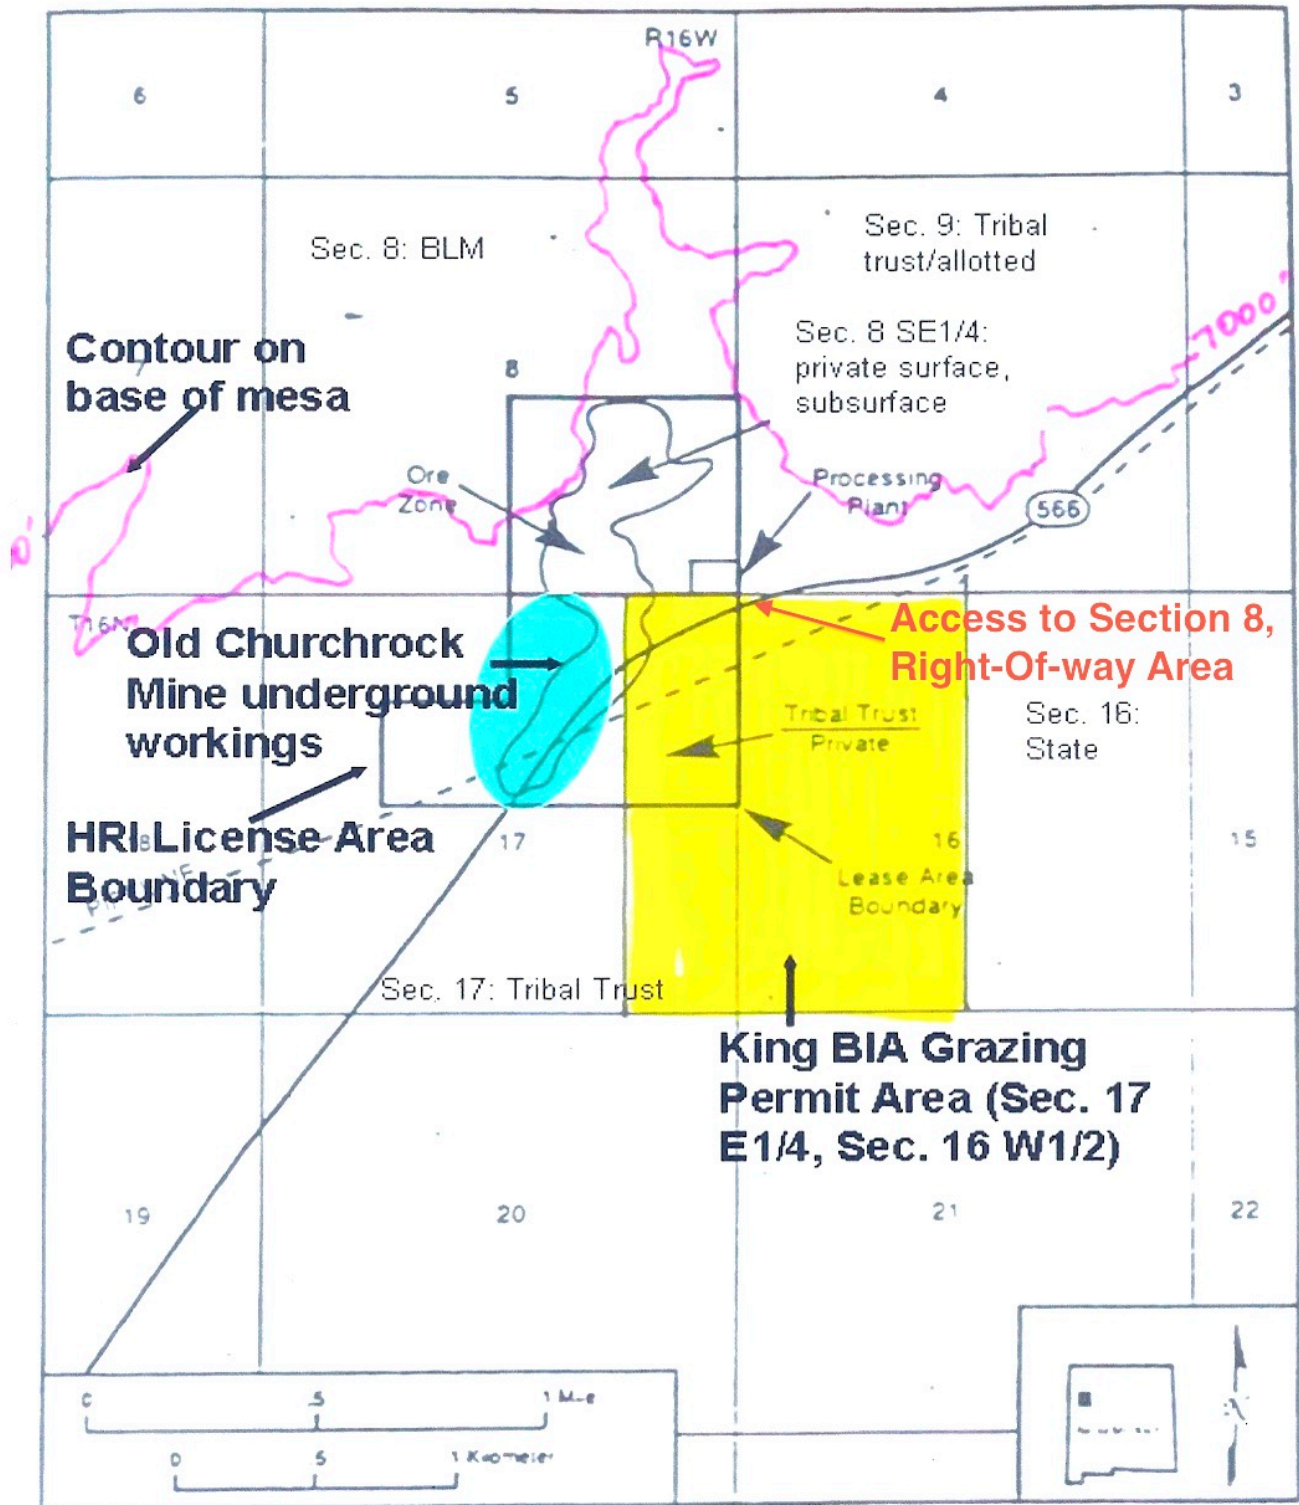 R16W
6
5
4
3
Sec. 8: BLM
Sec. 9: Tribal
trust/allotted
7000'
Sec. 8 SE1/4:
private surface,
subsurface
Contour on
base of mesa
7
8
Ore
Zone
Processing
Plant
566
0'
T16N
Old Churchrock
Mine underground
workings
Access to Section 8,
Right-Of-way Area
Tribal Trust
Private
Sec. 16:
State
HRI License Area
Boundary
18
17
16
15
Lease Area
Boundary
Sec. 17: Tribal Trust
King BIA Grazing
Permit Area (Sec. 17
E1/4, Sec. 16 W1/2)
19
20
21
22
0
.5
1 Mile
0
.5
1 Kilometer
N